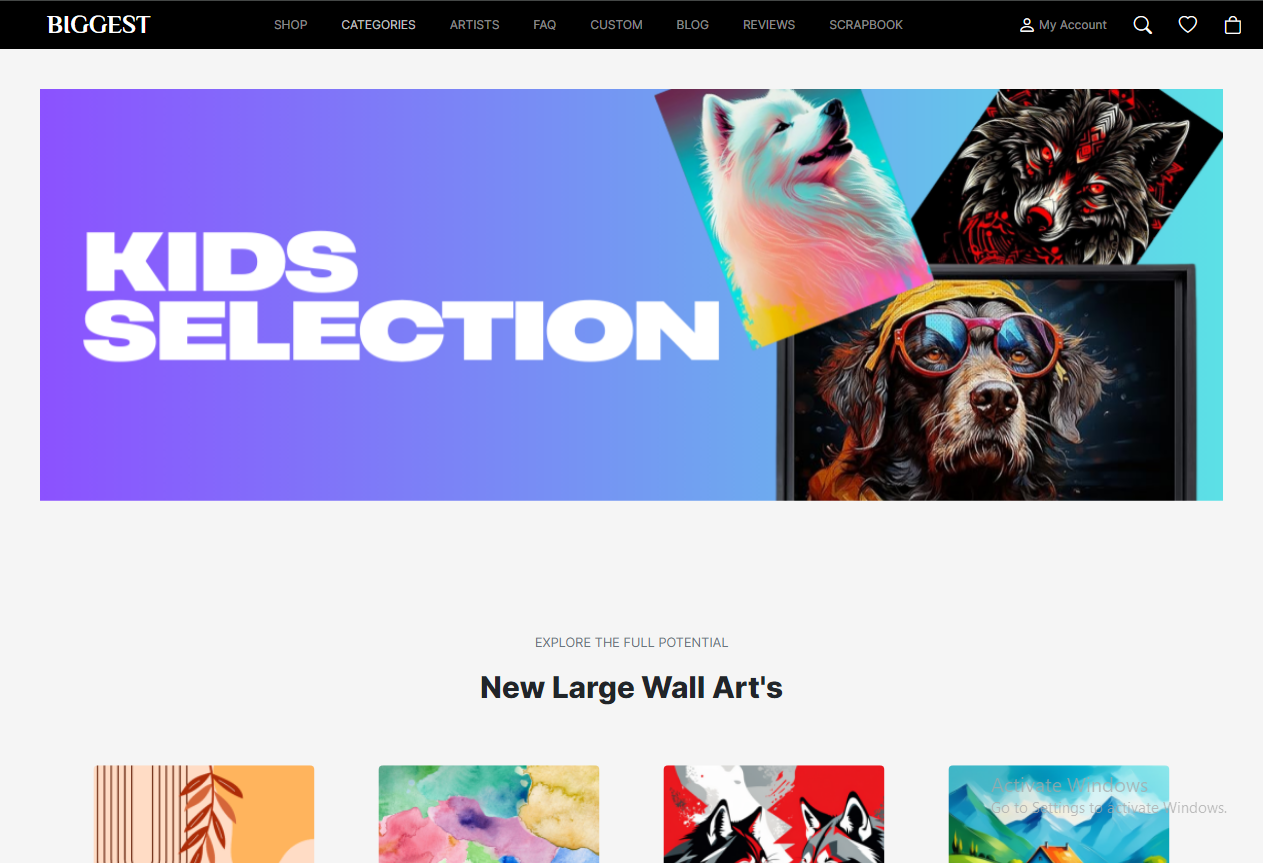 BIGGEST
SHOP
CATEGORIES
ARTISTS
FAQ
CUSTOM
BLOG
REVIEWS
SCRAPBOOK
My Account
KIDS
SELECTION
EXPLORE THE FULL POTENTIAL
New Large Wall Art's
Activate Windows
Go to Settings to activate Windows.